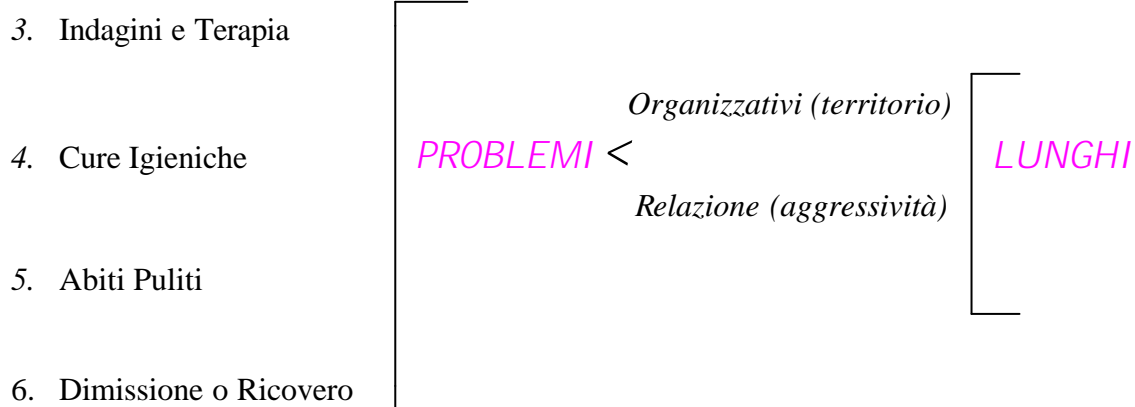 3. Indagini e Terapia
Organizzativi (territorio)
4. Cure Igieniche
PROBLEMI <
LUNGHI
Relazione (aggressività)
5. Abiti Puliti
6. Dimissione o Ricovero